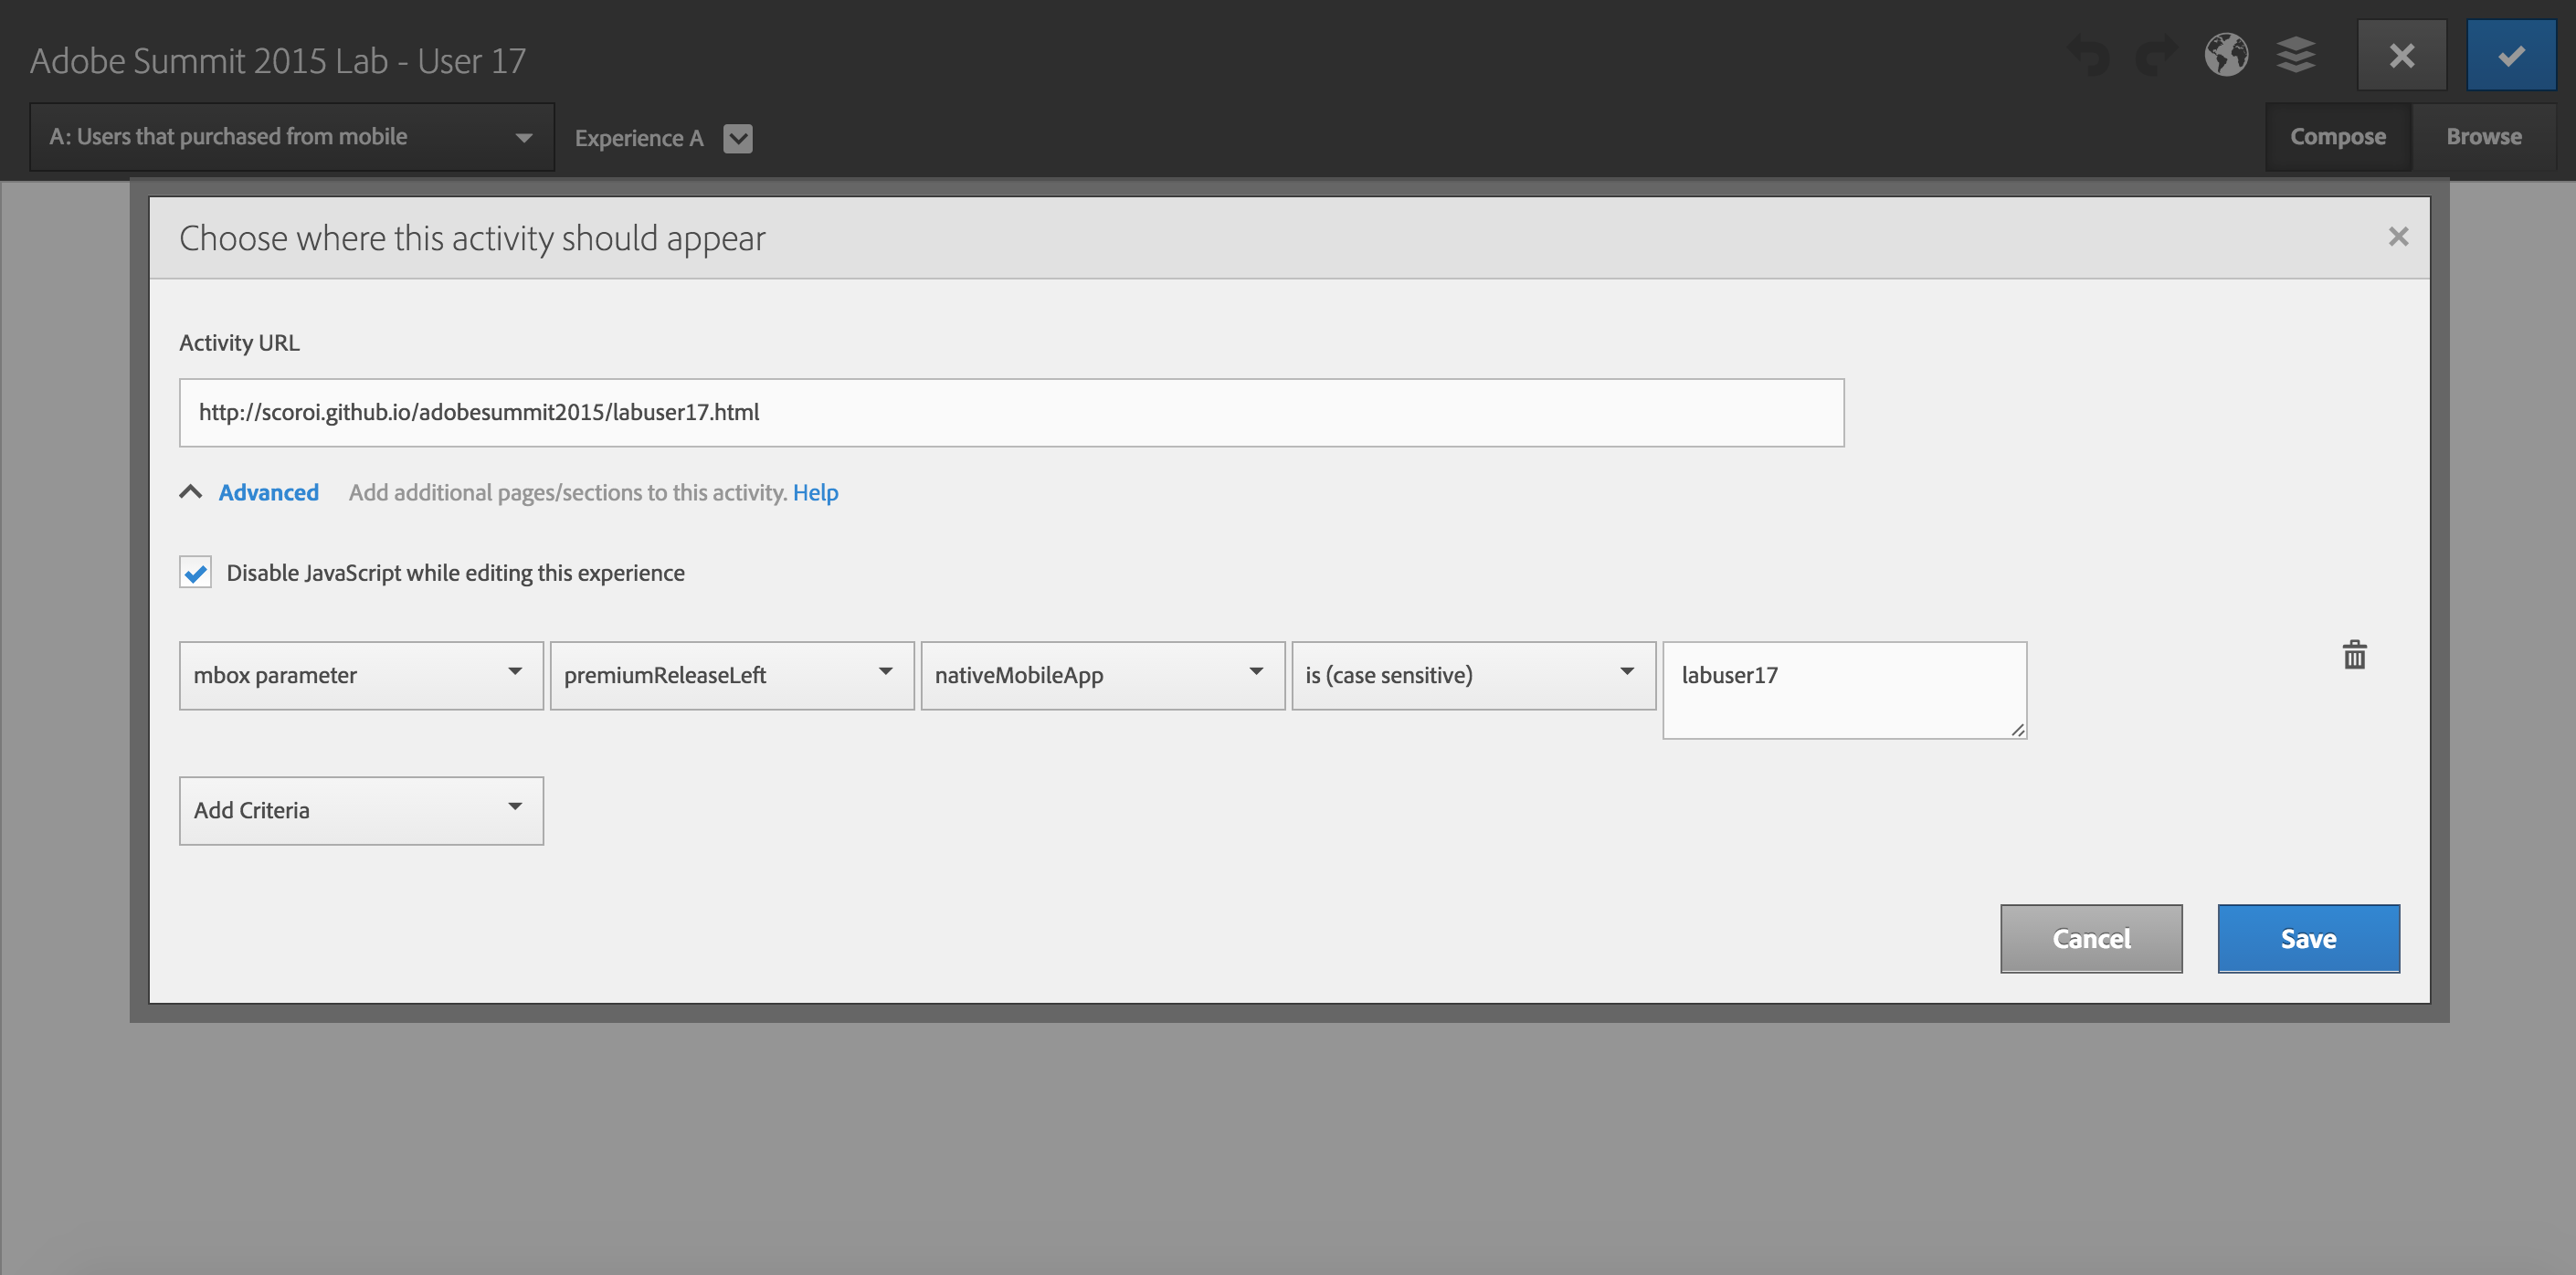 Adobe Summit 2015 Lab - User 17
A: Users that purchased from mobile
Experience A
Compose
Browse
Choose where this activity should appear
Activity URL
http://scoroi.github.io/adobesummit2015/labuser17.html
Advanced Add additional pages/sections to this activity. Help
Disable JavaScript while editing this experience
mbox parameter
premiumReleaseLeft
nativeMobileApp
is (case sensitive)
labuser17
Add Criteria
Cancel
Save